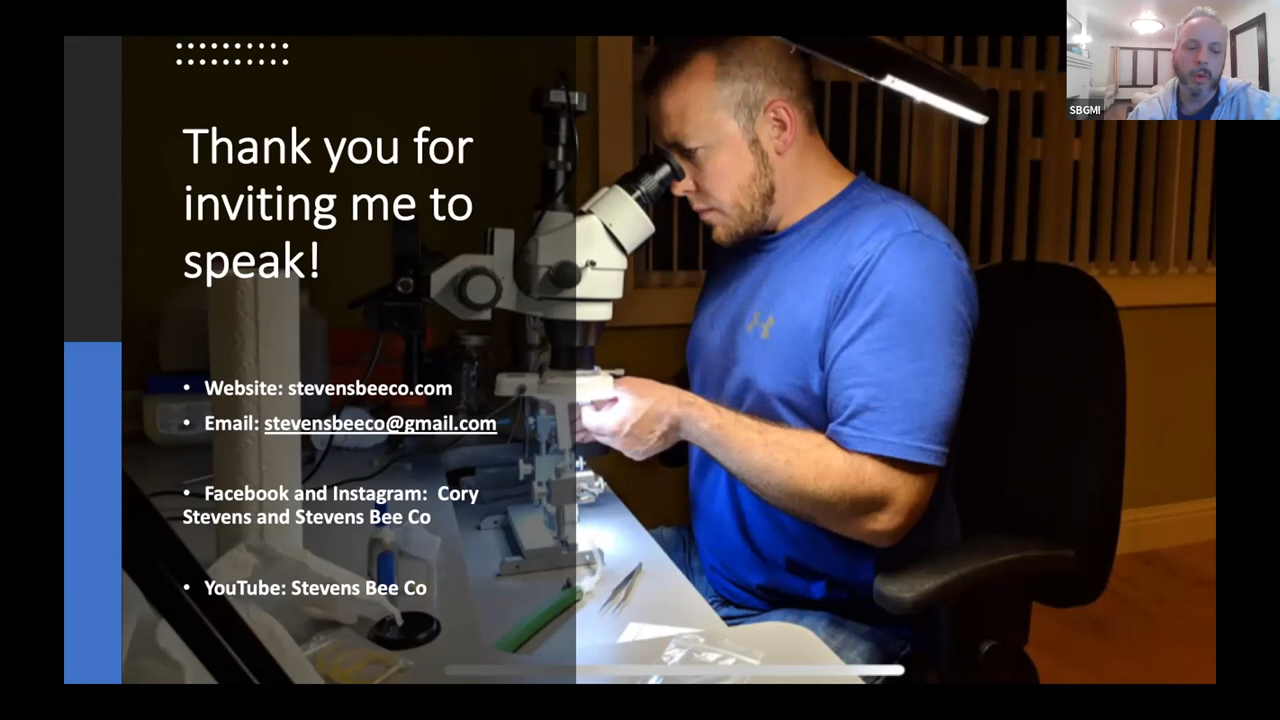 SBGMI
Thank you for
inviting me to
speak!
• Website: stevensbeeco.com
• Email: stevensbeeco@gmail.com
• Facebook and Instagram: Cory
Stevens and Stevens Bee Co
• YouTube: Stevens Bee Co